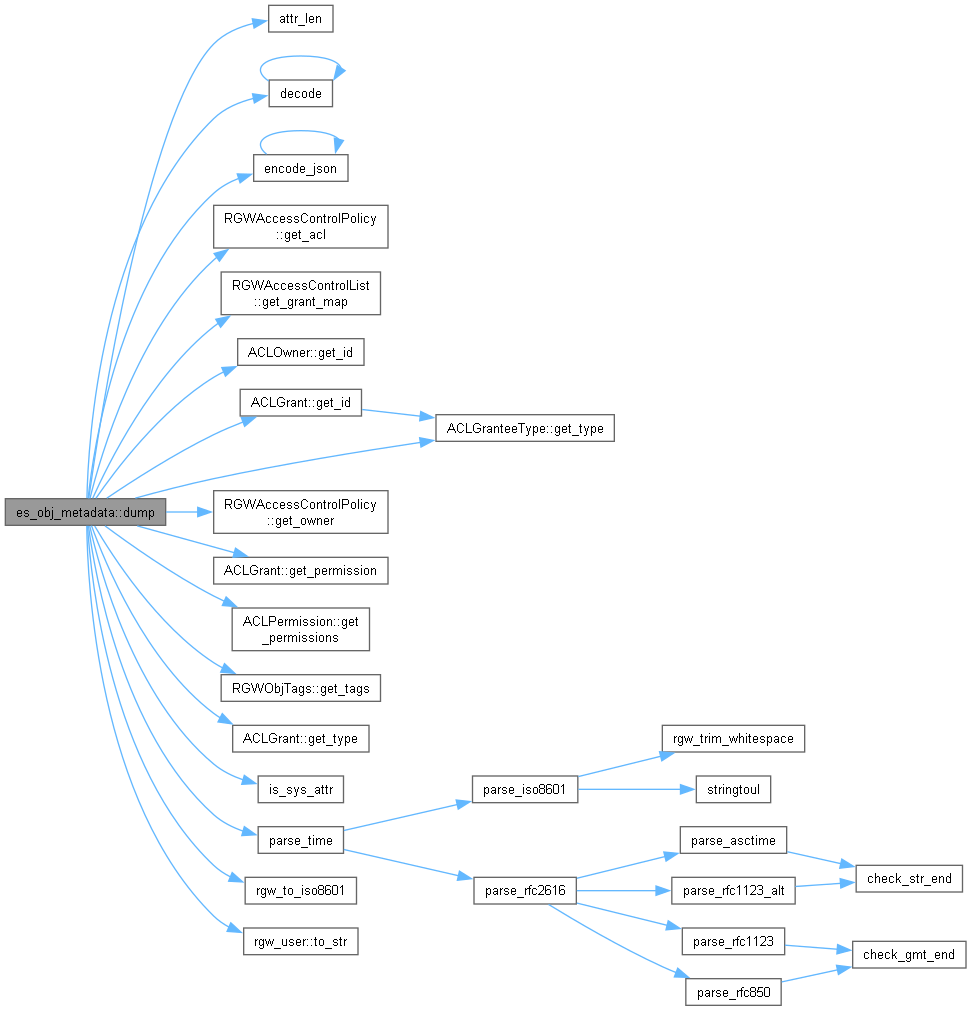 attr_len
decode
encode_json
RGWAccessControlPolicy
::get_acl
RGWAccessControlList
::get_grant_map
ACLOwner::get_id
ACLGrant::get_id
ACLGranteeType::get_type
es_obj_metadata::dump
RGWAccessControlPolicy
::get_owner
ACLGrant::get_permission
ACLPermission::get
_permissions
RGWObjTags::get_tags
ACLGrant::get_type
is_sys_attr
parse_time
rgw_to_iso8601
rgw_user::to_str
parse_iso8601
rgw_trim_whitespace
stringtoul
parse_rfc2616
parse_asctime
parse_rfc1123_alt
check_str_end
parse_rfc1123
parse_rfc850
check_gmt_end